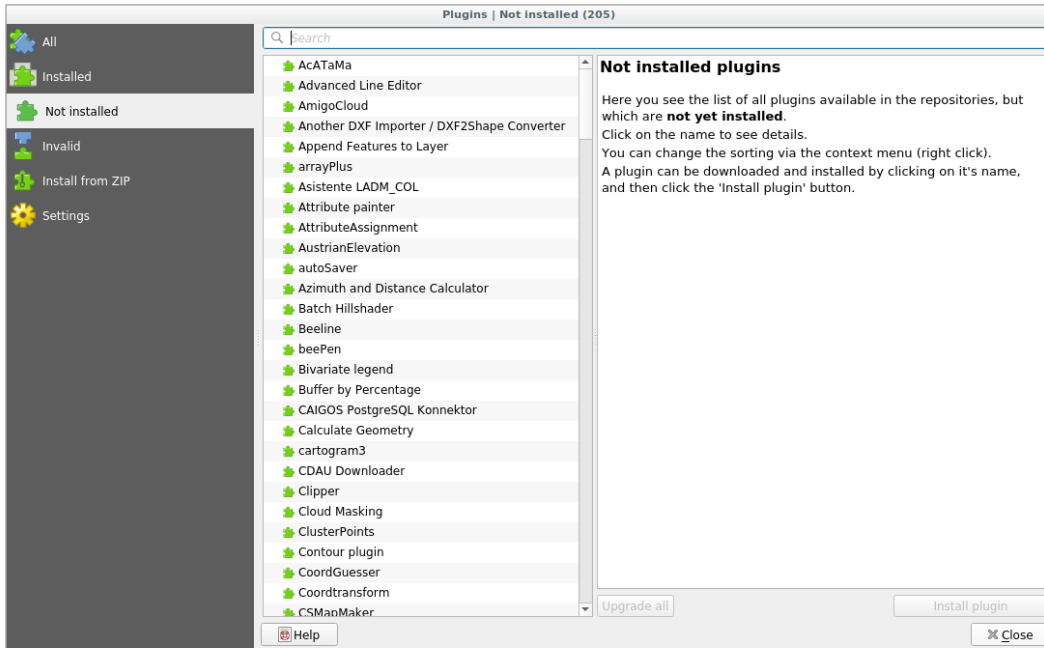 Plugins | Not installed (205)
All
Installed
Not installed
Invalid
Install from ZIP
Settings
Search
AcATaMa
Advanced Line Editor
AmigoCloud
Another DXF Importer / DXF2Shape Converter
Append Features to Layer
arrayPlus
Asistente LADM_COL
Attribute painter
AttributeAssignment
AustrianElevation
autoSaver
Azimuth and Distance Calculator
Batch Hillshader
Beeline
beePen
Bivariate legend
Buffer by Percentage
CAIGOS PostgreSQL Konnektor
Calculate Geometry
cartogram3
CDAU Downloader
Clipper
Cloud Masking
ClusterPoints
Contour plugin
CoordGuesser
Coordtransform
CSMapMaker
Not installed plugins
Here you see the list of all plugins available in the repositories, but
which are not yet installed.
Click on the name to see details.
You can change the sorting via the context menu (right click).
A plugin can be downloaded and installed by clicking on it's name,
and then click the 'Install plugin' button.
Upgrade all
Install plugin
Help
Close